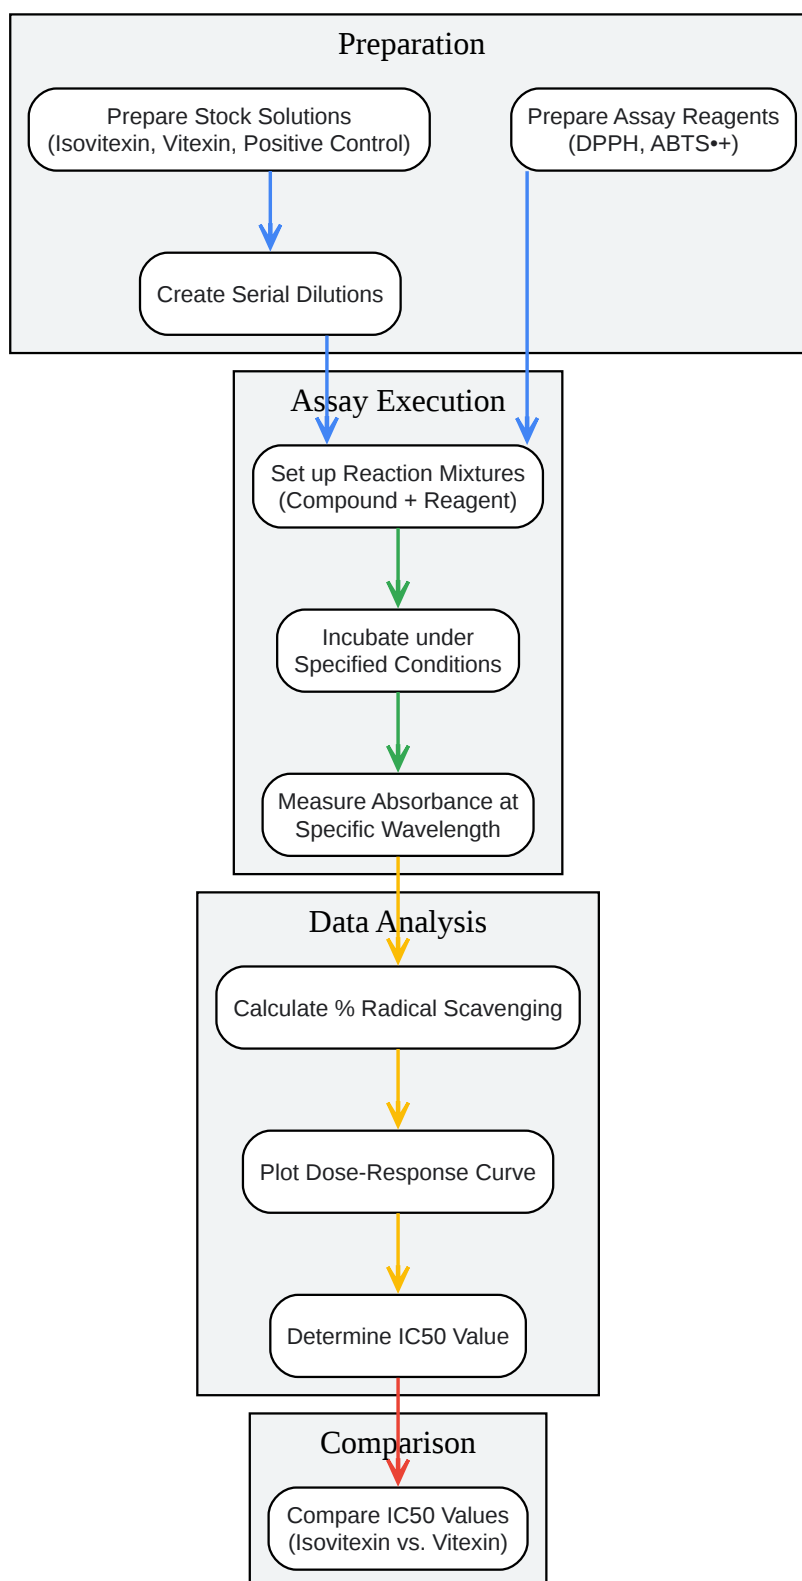 Preparation
Prepare Stock Solutions
(Isovitexin, Vitexin, Positive Control)
Prepare Assay Reagents
(DPPH, ABTS•+)
Create Serial Dilutions
Assay Execution
Set up Reaction Mixtures
(Compound + Reagent)
Incubate under
Specified Conditions
Measure Absorbance at
Specific Wavelength
Data Analysis
Calculate % Radical Scavenging
Plot Dose-Response Curve
Determine IC50 Value
Comparison
Compare IC50 Values
(Isovitexin vs. Vitexin)